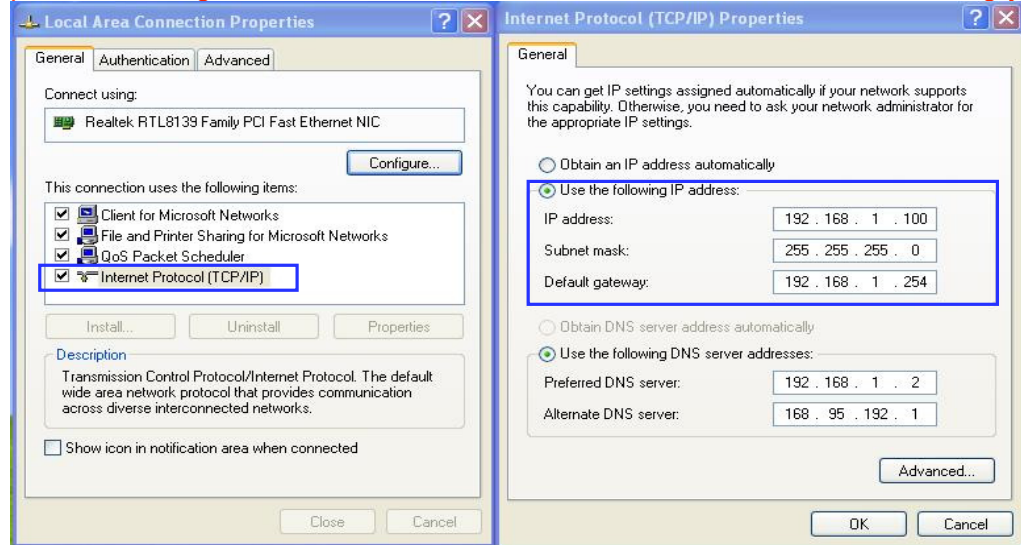 Local Area Connection Properties
General Authentication Advanced
Connect using:
Realtek RTL8139 Family PCI Fast Ethernet NIC
Configure...
This connection uses the following items:
Client for Microsoft Networks
File and Printer Sharing for Microsoft Networks
QoS Packet Scheduler
Internet Protocol (TCP/IP)
Install... Uninstall Properties
Description
Transmission Control Protocol/Internet Protocol. The default
wide area network protocol that provides communication
across diverse interconnected networks.
Show icon in notification area when connected
Close Cancel
Internet Protocol (TCP/IP) Properties
General
You can get IP settings assigned automatically if your network supports
this capability. Otherwise, you need to ask your network administrator for
the appropriate IP settings.
Obtain an IP address automatically
Use the following IP address:
IP address: 192 . 168 . 1 . 100
Subnet mask: 255 . 255 . 255 . 0
Default gateway: 192 . 168 . 1 . 254
Obtain DNS server address automatically
Use the following DNS server addresses:
Preferred DNS server: 192 . 168 . 1 . 2
Alternate DNS server: 168 . 95 . 192 . 1
Advanced...
OK Cancel